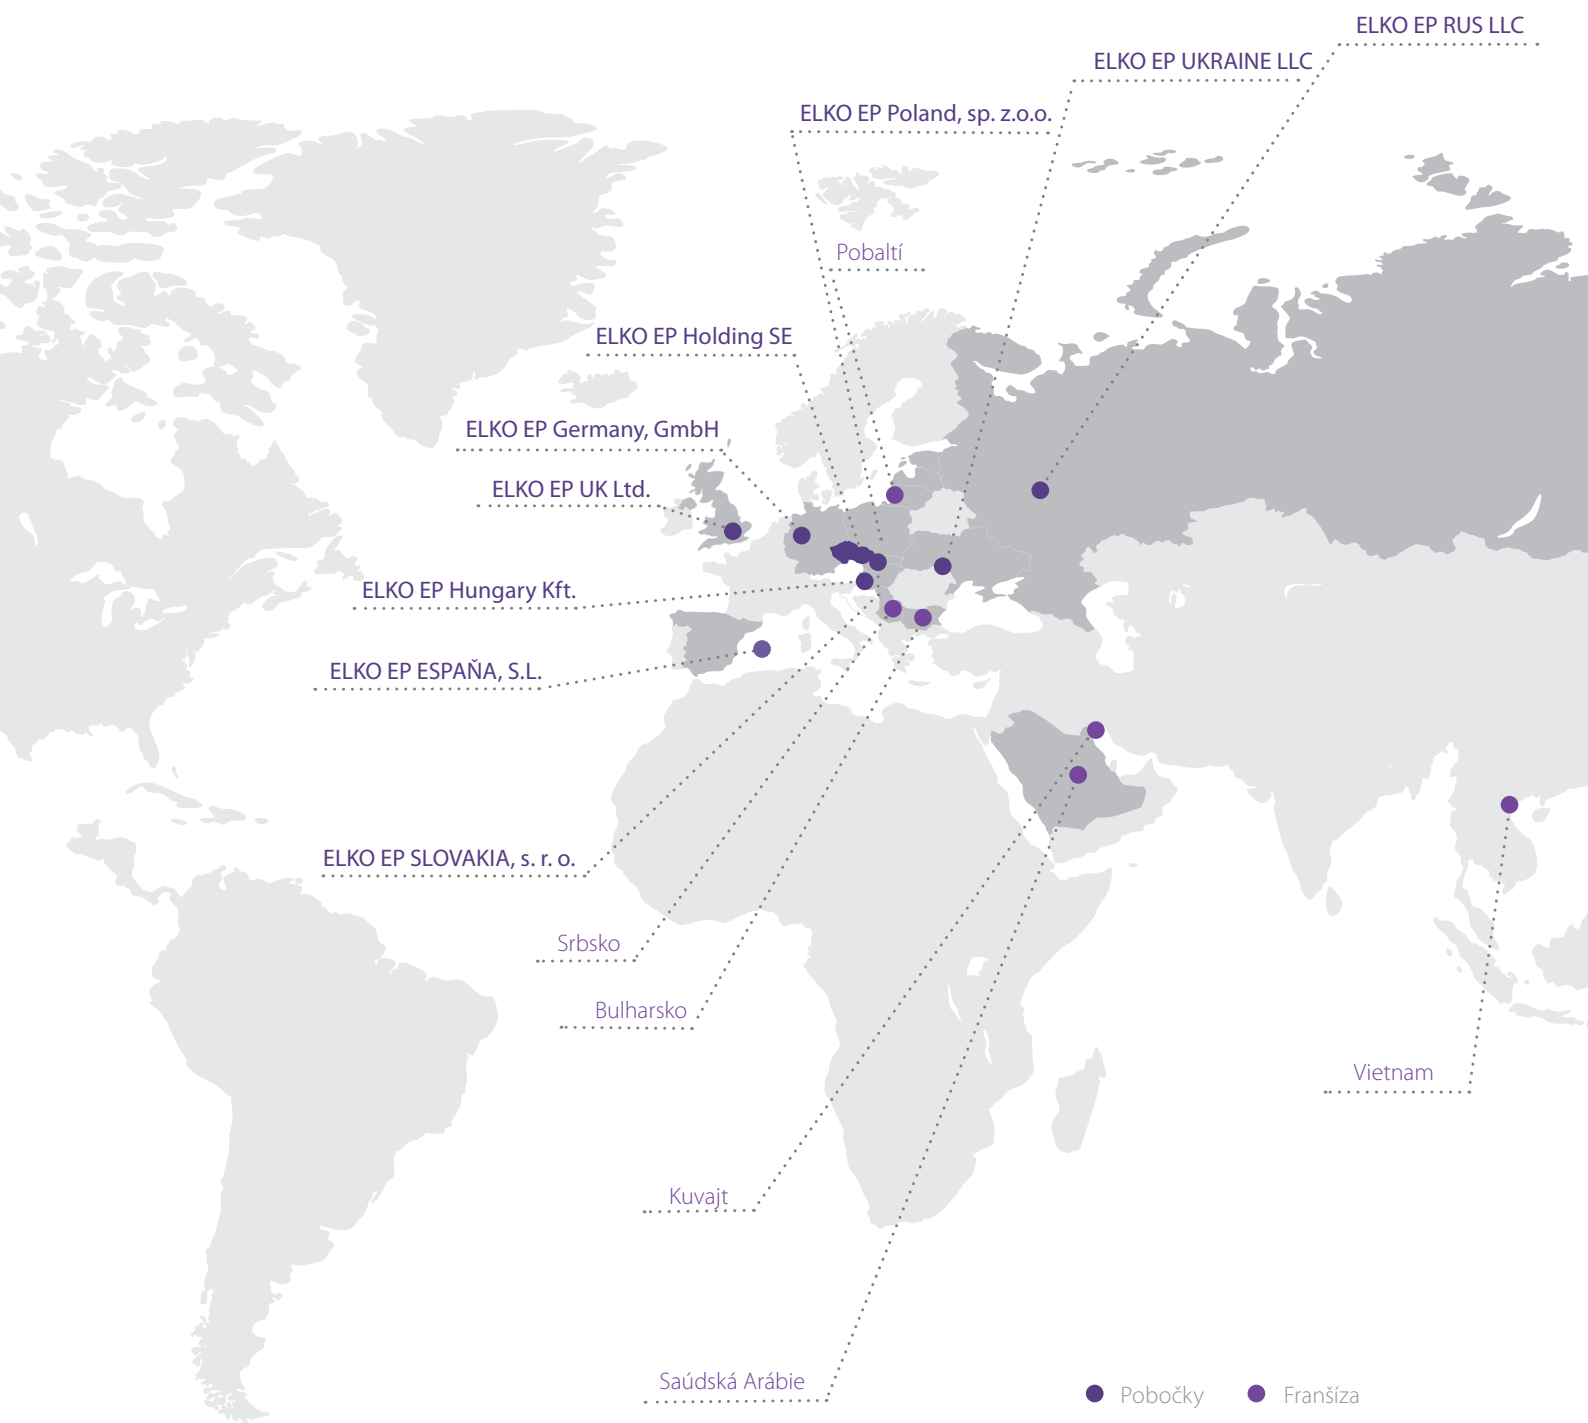 ELKO EP RUS LLC
ELKO EP UKRAINE LLC
ELKO EP Poland, sp. z.o.o.
Pobaltí
ELKO EP Holding SE
ELKO EP Germany, GmbH
ELKO EP UK Ltd.
ELKO EP Hungary Kft.
ELKO EP ESPAŇA, S.L.
ELKO EP SLOVAKIA, s. r. o.
Srbsko
Bulharsko
Vietnam
Kuvajt
Saúdská Arábie
Pobočky
Franšíza